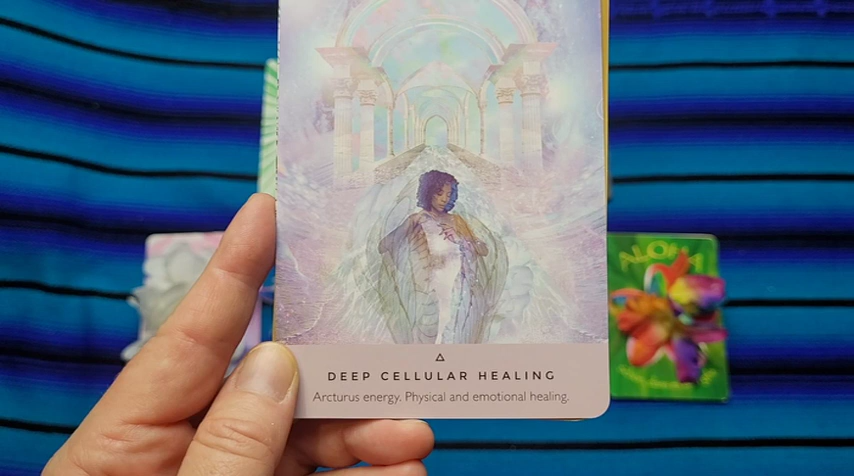 DEEP CELLULAR HEALING
Arcturus energy. Physical and emotional healing.
ALOHA